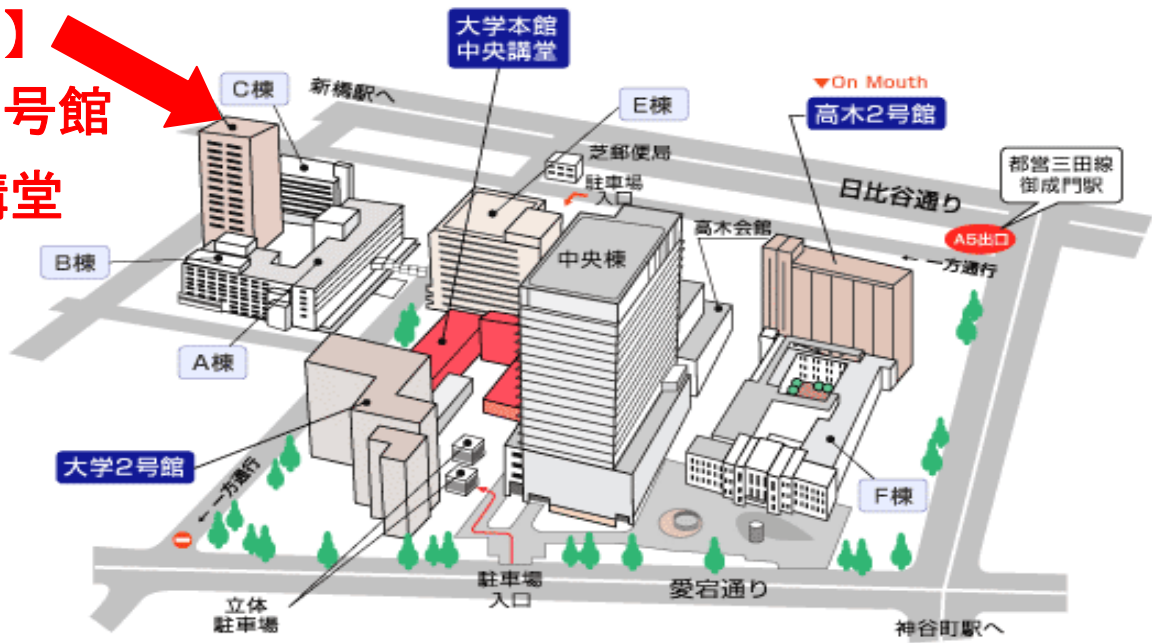 】
号館
講堂
大学本館
中央講堂
C棟
新橋駅へ
E棟
▼On Mouth
高木2号館
芝郵便局
駐車場
入口
都営三田線
御成門駅
日比谷通り
A5出口
高木会館
← 一方通行
中央棟
B棟
A棟
大学2号館
← 一方通行
F棟
駐車場
入口
愛宕通り
立体
駐車場
神谷町駅へ